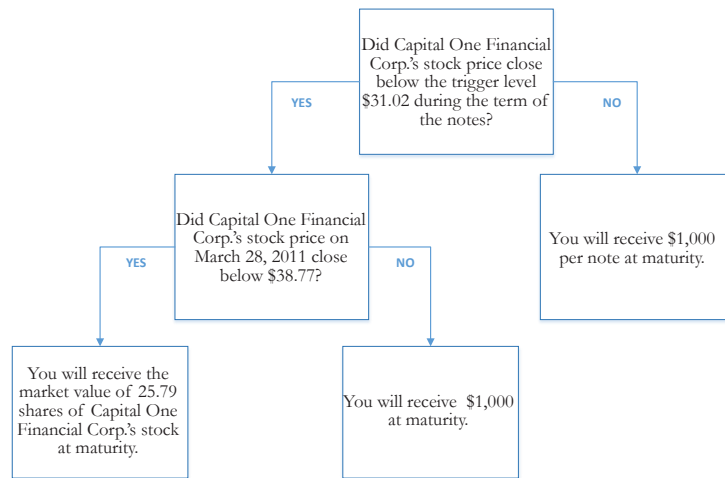 Did Capital One Financial
Corp.'s stock price close
below the trigger level
$31.02 during the term of
the notes?
YES
NO
Did Capital One Financial
Corp.'s stock price on
March 28, 2011 close
below $38.77?
You will receive $1,000
per note at maturity.
YES
NO
You will receive the
market value of 25.79
shares of Capital One
Financial Corp.'s stock
at maturity.
You will receive $1,000
at maturity.